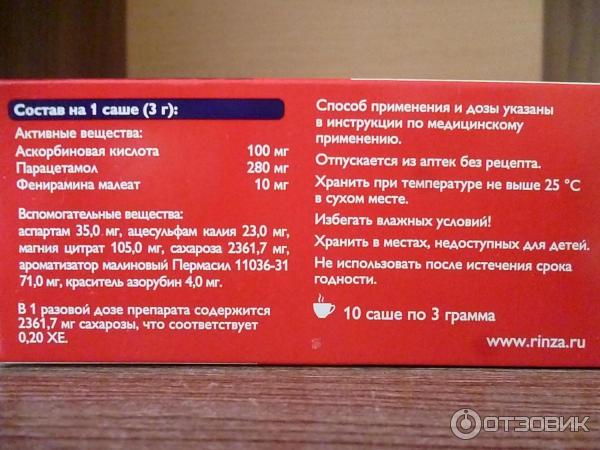 Состав на 1 саше (3 г):
Активные вещества:
Аскорбиновая кислота 100 мг
Парацетамол 280 мг
Фенирамина малеат 10 мг
Вспомогательные вещества:
аспартам 35,0 мг, ацесульфам калия 23,0 мг,
магния цитрат 105,0 мг, сахароза 2361,7 мг,
ароматизатор малиновый Пермасил 11036-31
71,0 мг, краситель азорубин 4,0 мг.
В 1 разовой дозе препарата содержится
2361,7 мг сахарозы, что соответствует
0,20 ХЕ.
Способ применения и дозы указаны
в инструкции по медицинскому
применению.
Отпускается из аптек без рецепта.
Хранить при температуре не выше 25 °С
в сухом месте.
Избегать влажных условий!
Хранить в местах, недоступных для детей.
Не использовать после истечения срока
годности.
10 саше по 3 грамма
www.rinza.ru
ОТЗОВИК